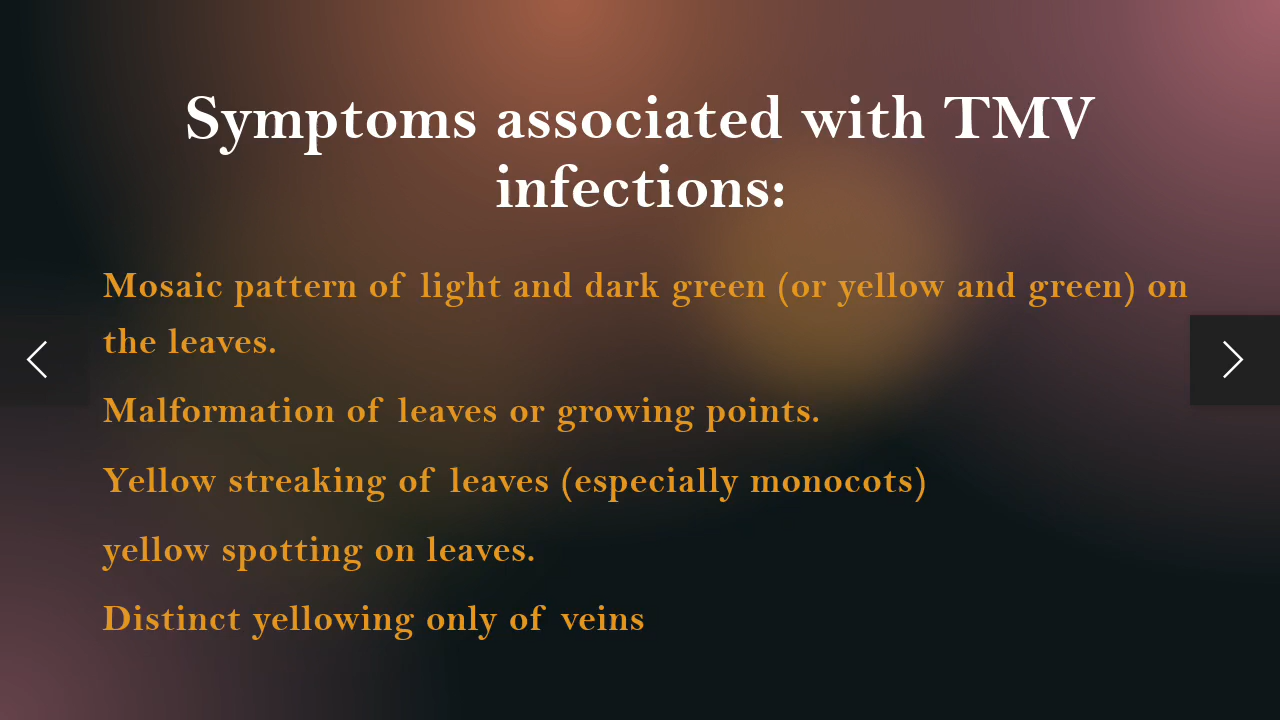 Symptoms associated with TMV
infections:
Mosaic pattern of light and dark green (or yellow and green) on
the leaves.
Malformation of leaves or growing points.
Yellow streaking of leaves (especially monocots)
yellow spotting on leaves.
Distinct yellowing only of veins